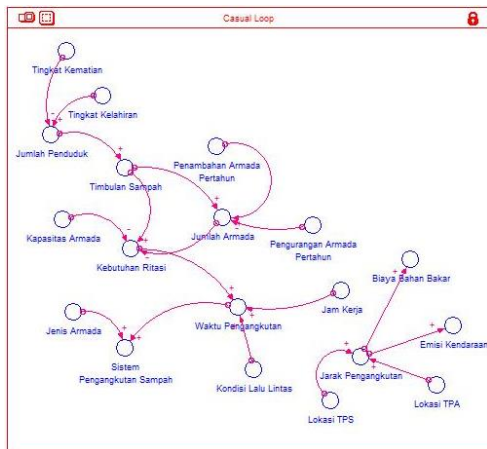 Casual Loop
Tingkat Kematian
Tingkat Kelahiran
Jumlah Penduduk
Timbulan Sampah
Penambahan Armada
Pertahun
Kapasitas Armada
Jumlah Armada
Pengurangan Armada
Pertahun
Kebutuhan Ritasi
Biaya Bahan Bakar
Jenis Armada
Waktu Pengangkutan
Jam Kerja
Emisi Kendaraan
Sistem
Pengangkutan Sampah
Kondisi Lalu Lintas
Jarak Pengangkutan
Lokasi TPS
Lokasi TPA